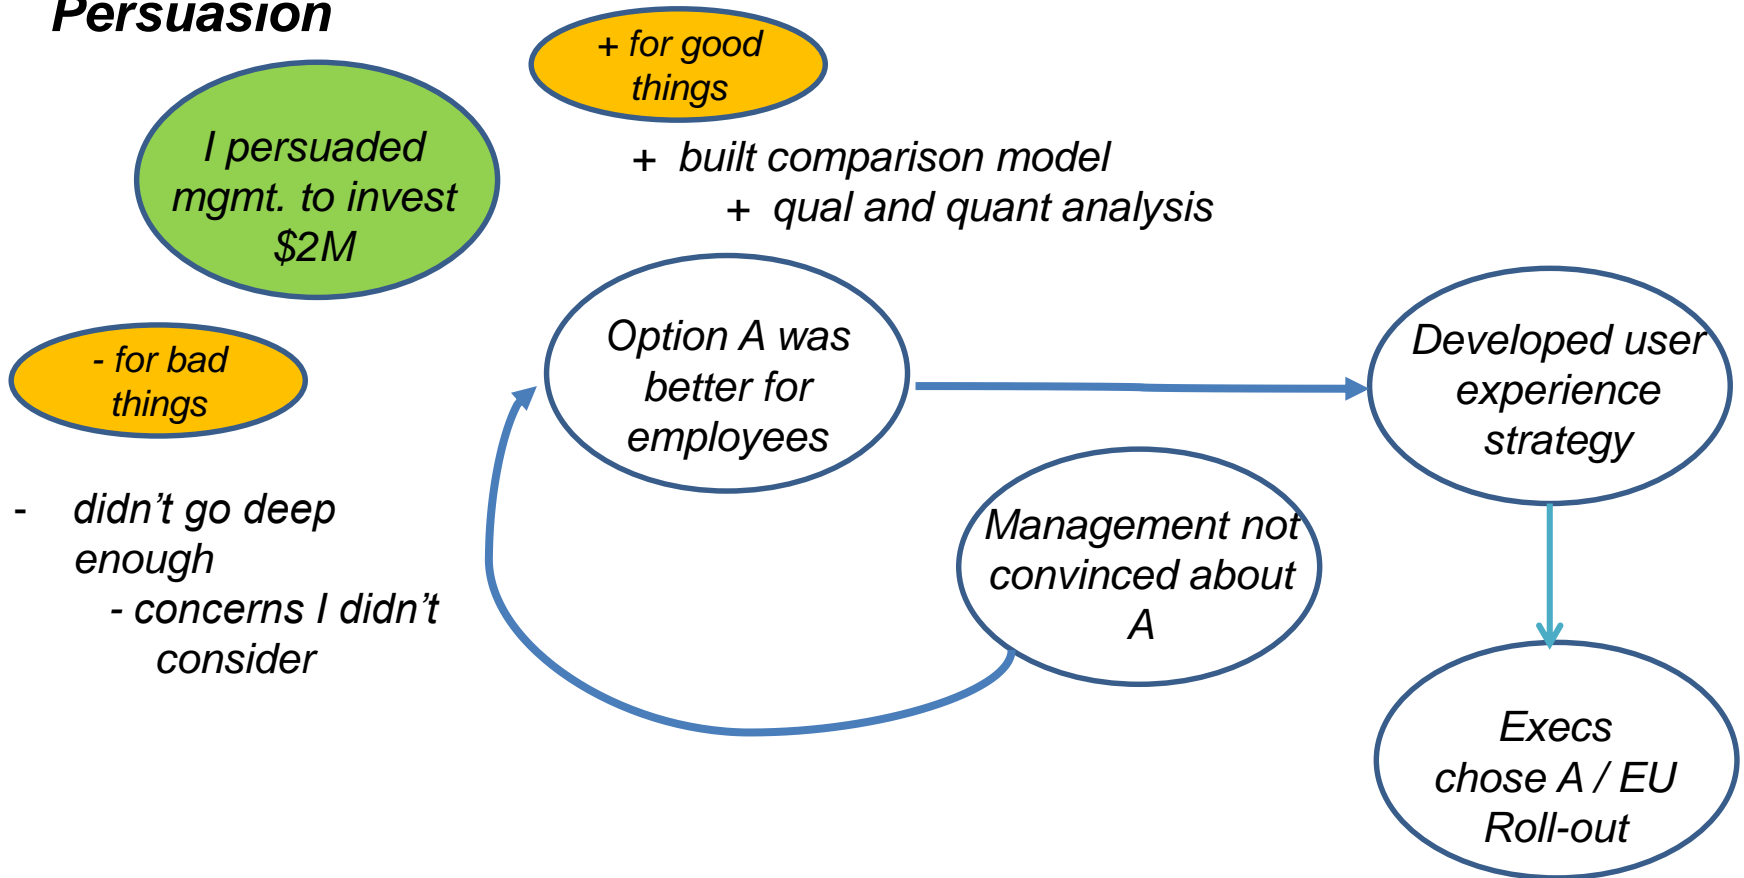 Persuasion
+ for good
things
I persuaded
mgmt. to invest
$2M
+ built comparison model
+ qual and quant analysis
- for bad
things
Option A was
better for
employees
Developed user
experience
strategy
- didn’t go deep
enough
- concerns I didn’t
consider
Management not
convinced about
A
Execs
chose A / EU
Roll-out